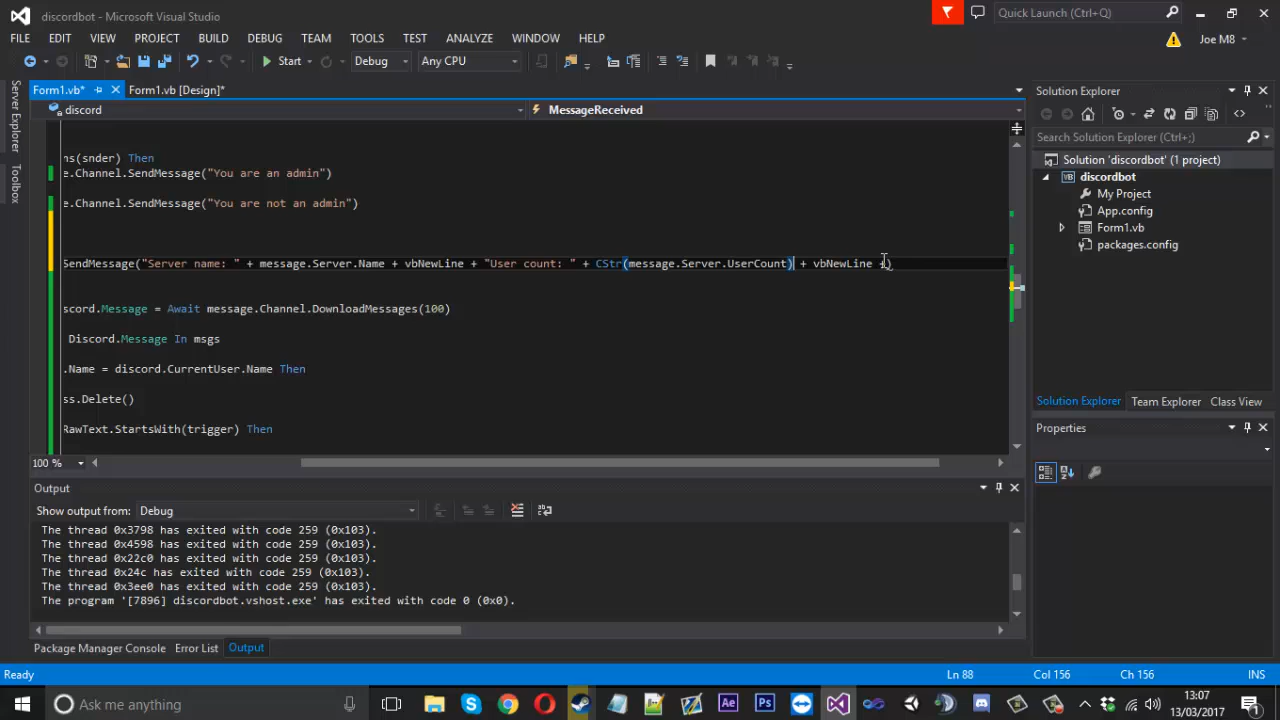 discordbot - Microsoft Visual Studio
Quick Launch (Ctrl+Q)
FILE EDIT VIEW PROJECT BUILD DEBUG TEAM TOOLS TEST ANALYZE WINDOW HELP
Joe M8
Start Debug Any CPU
Server Explorer
Toolbox
Form1.vb* Form1.vb [Design]*
discord MessageReceived
ns(snder) Then
e.Channel.SendMessage("You are an admin")
e.Channel.SendMessage("You are not an admin")
SendMessage("Server name: " + message.Server.Name + vbNewLine + "User count: " + CStr(message.Server.UserCount) + vbNewLine +)
scord.Message = Await message.Channel.DownloadMessages(100)
Discord.Message In msgs
.Name = discord.CurrentUser.Name Then
ss.Delete()
RawText.StartsWith(trigger) Then
100 %
Output
Show output from: Debug
The thread 0x3798 has exited with code 259 (0x103).
The thread 0x4598 has exited with code 259 (0x103).
The thread 0x22c0 has exited with code 259 (0x103).
The thread 0x24c has exited with code 259 (0x103).
The thread 0x3ee0 has exited with code 259 (0x103).
The program '[7896] discordbot.vshost.exe' has exited with code 0 (0x0).
Package Manager Console Error List Output
Solution Explorer
Search Solution Explorer (Ctrl+;)
Solution 'discordbot' (1 project)
VB discordbot
My Project
App.config
Form1.vb
packages.config
Solution Explorer Team Explorer Class View
Properties
Ready Ln 88 Col 156 Ch 156 INS
Ask me anything
Ae Ps
13:07
13/03/2017